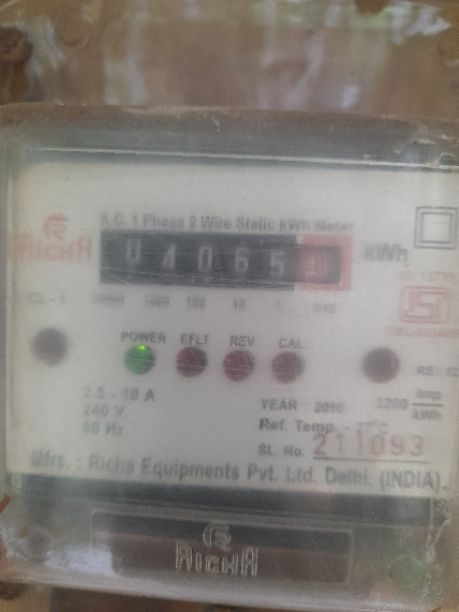 A.C. 1 Phase 2 Wire Static kWh Meter
RICHA
04065
kWh
CL - 1
10000 1000 100 10 1 1/10
POWER EFLT REV CAL
2.5 - 10 A
240 V.
50 Hz
YEAR : 2010
3200 imp/kWh
Ref. Temp. - 27°C
SL. No. 211093
Mfrs. : Richa Equipments Pvt. Ltd. Delhi. (INDIA).
RICHA